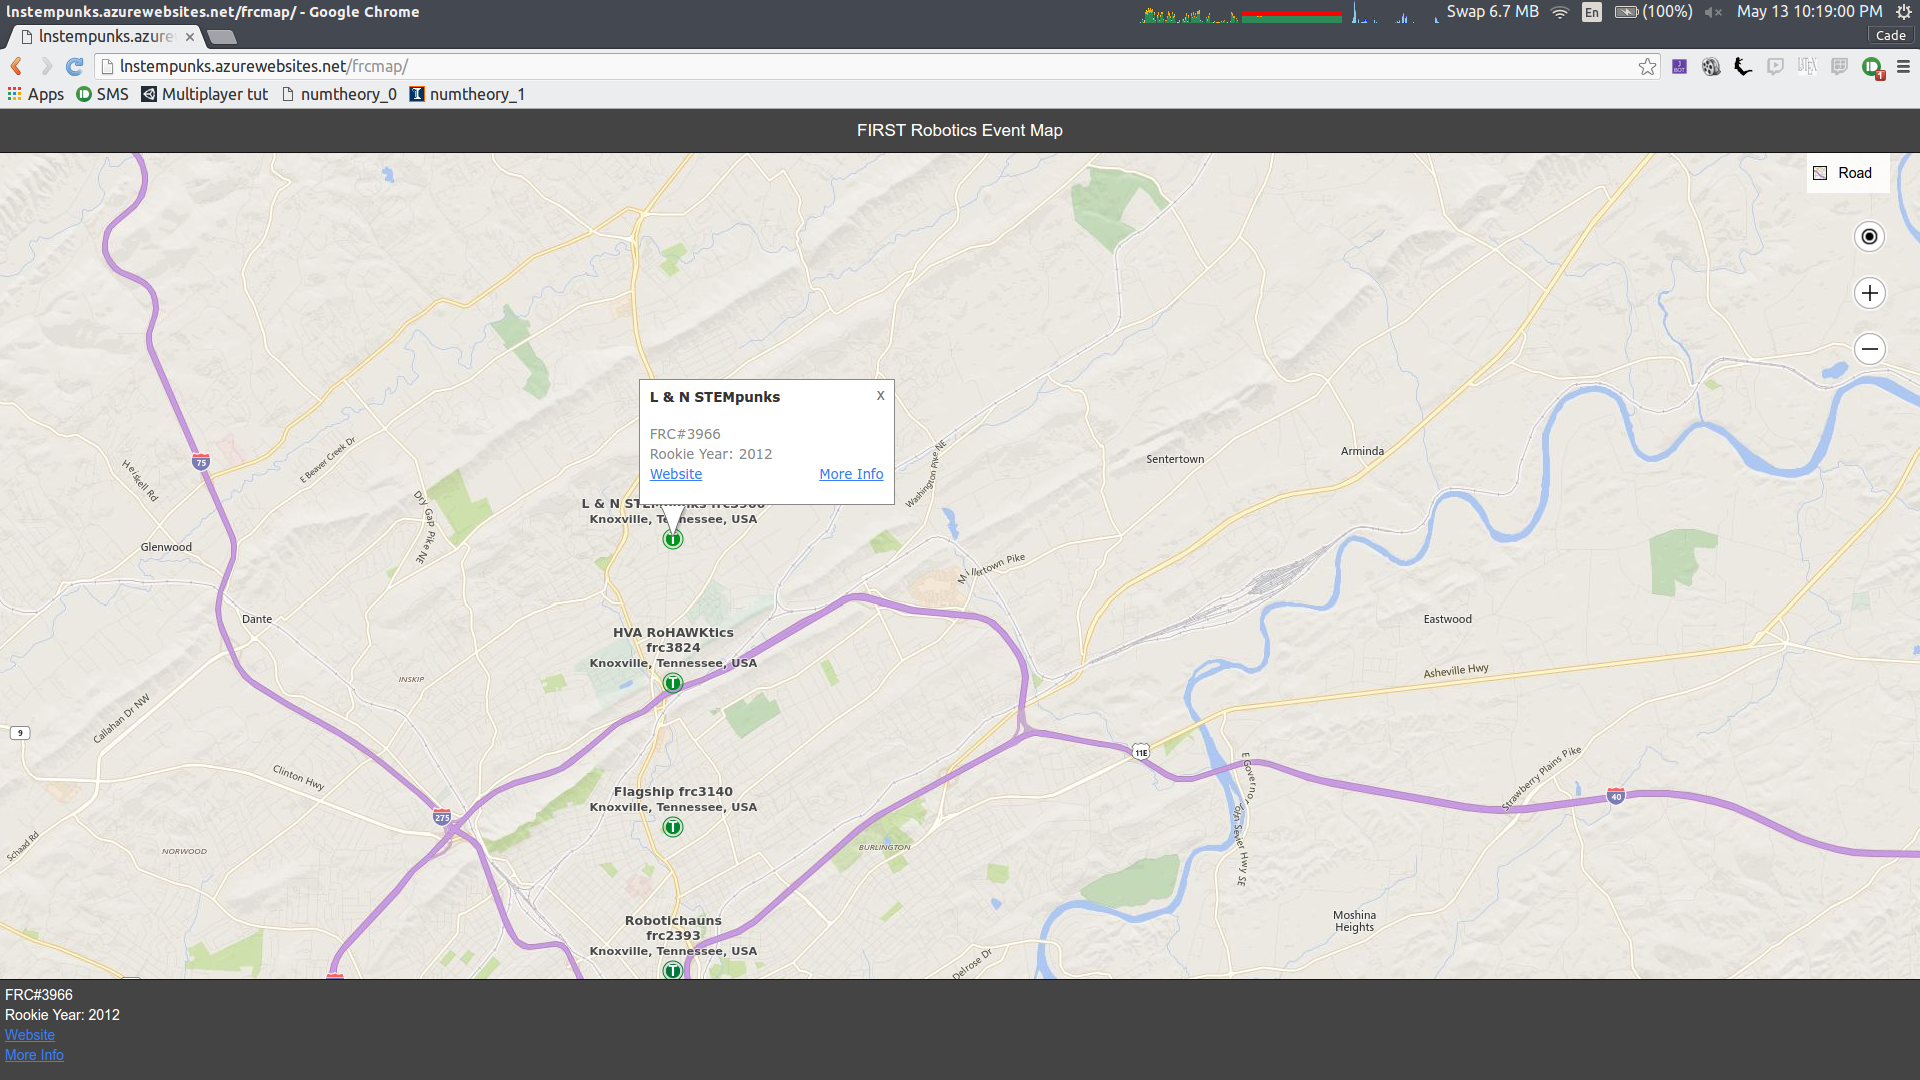 lnstempunks.azurewebsites.net/frcmap/ - Google Chrome
Swap 6.7 MB En (100%) May 13 10:19:00 PM
lnstempunks.azure x
Cade
lnstempunks.azurewebsites.net/frcmap/
1
Apps SMS Multiplayer tut numtheory_0 numtheory_1
FIRST Robotics Event Map
Road
L & N STEMpunks X
FRC#3966
Rookie Year: 2012
Website More Info
Knoxville, Tennessee, USA
T
HVA RoHAWKtics
frc3824
Knoxville, Tennessee, USA
T
Flagship frc3140
Knoxville, Tennessee, USA
T
Robotichauns
frc2393
Knoxville, Tennessee, USA
T
75
Heiskell Rd
E Beaver Creek Dr
Dry Gap Pike NE
Washington Pike NE
Sentertown
Arminda
Glenwood
Millertown Pike
Dante
Eastwood
INSKIP
Asheville Hwy
Callahan Dr NW
9
11E
Clinton Hwy
E Governor John Sevier Hwy SE
Strawberry Plains Pike
40
275
Schaad Rd
NORWOOD
BURLINGTON
Moshina
Heights
Delrose Dr
FRC#3966
Rookie Year: 2012
Website
More Info